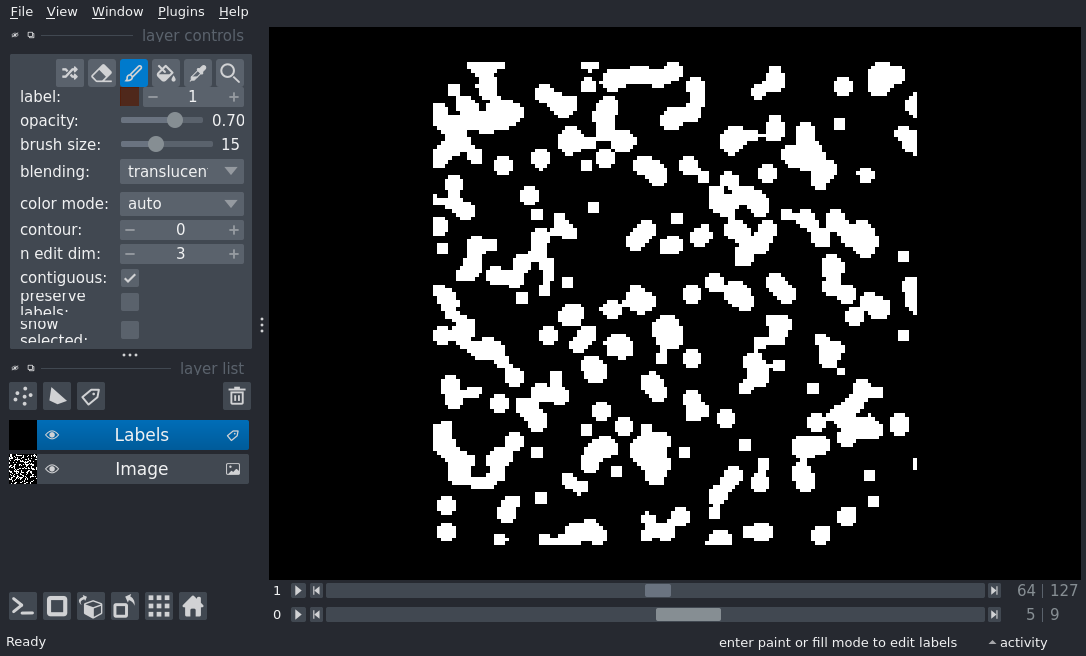 File View Window Plugins Help
layer controls
label: 1
opacity: 0.70
brush size: 15
blending: translucen
color mode: auto
contour: 0
n edit dim: 3
contiguous:
preserve
labels:
show
selected:
layer list
Labels
Image
1 64 127
0 5 9
Ready enter paint or fill mode to edit labels activity